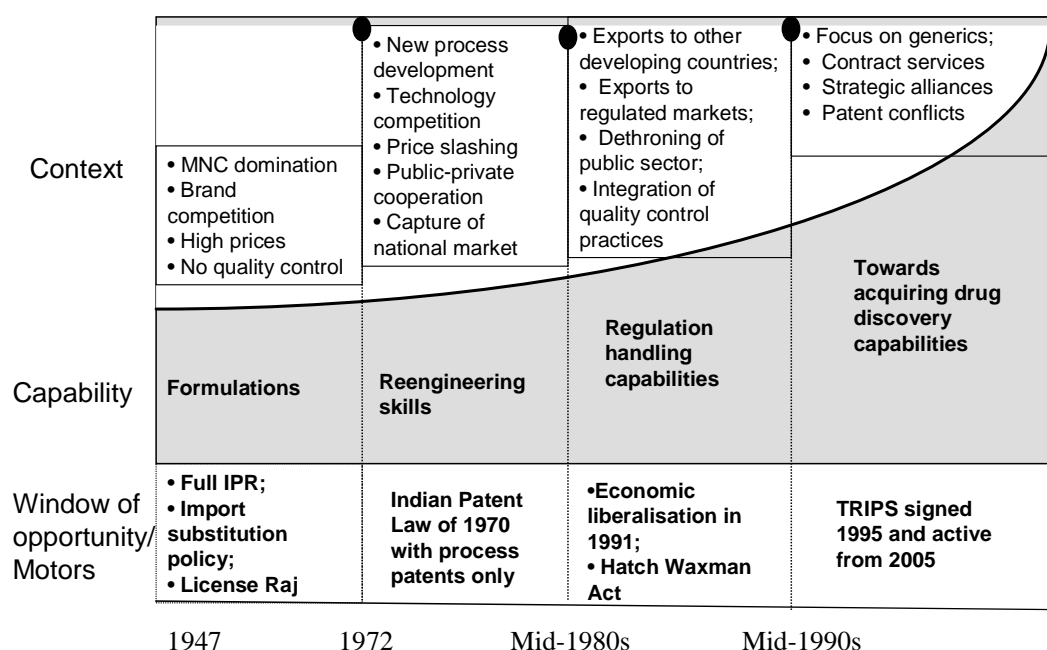 Context
• MNC domination
• Brand
competition
• High prices
• No quality control
• New process
development
• Technology
competition
• Price slashing
• Public-private
cooperation
• Capture of
national market
• Exports to other
developing countries;
• Exports to
regulated markets;
• Dethroning of
public sector;
• Integration of
quality control
practices
• Focus on generics;
• Contract services
• Strategic alliances
• Patent conflicts
Capability
Formulations
Reengineering
skills
Regulation
handling
capabilities
Towards
acquiring drug
discovery
capabilities
Window of
opportunity/
Motors
• Full IPR;
• Import
substitution
policy;
• License Raj
Indian Patent
Law of 1970
with process
patents only
•Economic
liberalisation in
1991;
• Hatch Waxman
Act
TRIPS signed
1995 and active
from 2005
1947
1972
Mid-1980s
Mid-1990s